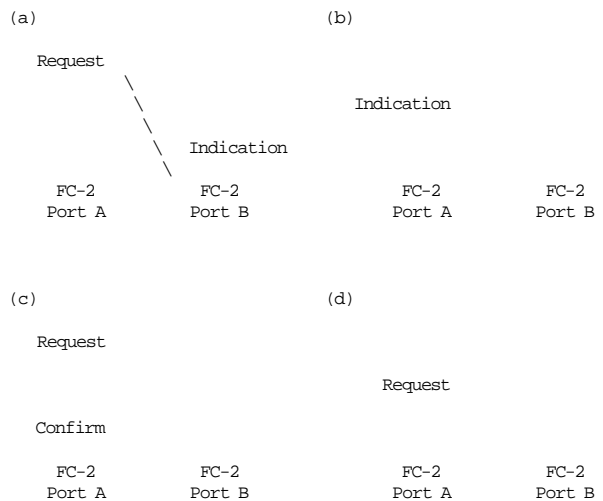 (a)
Request
Indication
FC-2 FC-2
Port A Port B
(b)
Indication
FC-2 FC-2
Port A Port B
(c)
Request
Confirm
FC-2 FC-2
Port A Port B
(d)
Request
FC-2 FC-2
Port A Port B